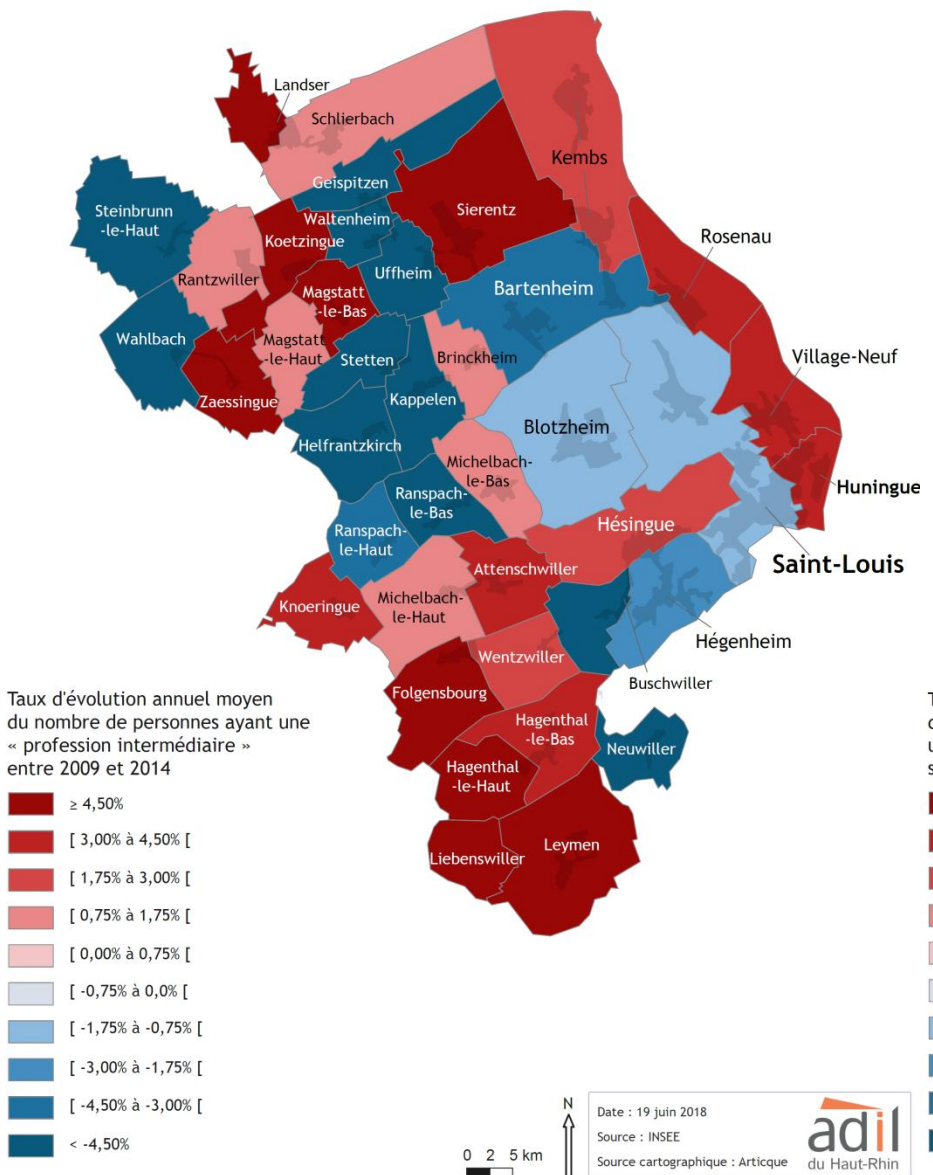 Landser
Schlierbach
Kembs
Geispitzen
Steinbrunn
-le-Haut
Waltenheim
Sierentz
Koetzingue
Rosenau
Uffheim
Rantzwiller
Magstatt
-le-Bas
Bartenheim
Wahlbach
Magstatt
-le-Haut
Stetten
Brinckheim
Village-Neuf
Zaessingue
Kappelen
Blotzheim
Helfrantzkirch
Michelbach-
le-Bas
Ranspach-
le-Bas
Huningue
Hésingue
Ranspach-
le-Haut
Saint-Louis
Attenschwiller
Knoeringue
Michelbach-
le-Haut
Hégenheim
Wentzwiller
Buschwiller
Folgensbourg
Hagenthal
-le-Bas
Neuwiller
Hagenthal
-le-Haut
Leymen
Liebenswiller
Taux d'évolution annuel moyen
du nombre de personnes ayant une
« profession intermédiaire »
entre 2009 et 2014
≥ 4,50%
[ 3,00% à 4,50% [
[ 1,75% à 3,00% [
[ 0,75% à 1,75% [
[ 0,00% à 0,75% [
[ -0,75% à 0,0% [
[ -1,75% à -0,75% [
[ -3,00% à -1,75% [
[ -4,50% à -3,00% [
< -4,50%
N
0 2 5 km
Date : 19 juin 2018
Source : INSEE
Source cartographique : Articque
adil
du Haut-Rhin